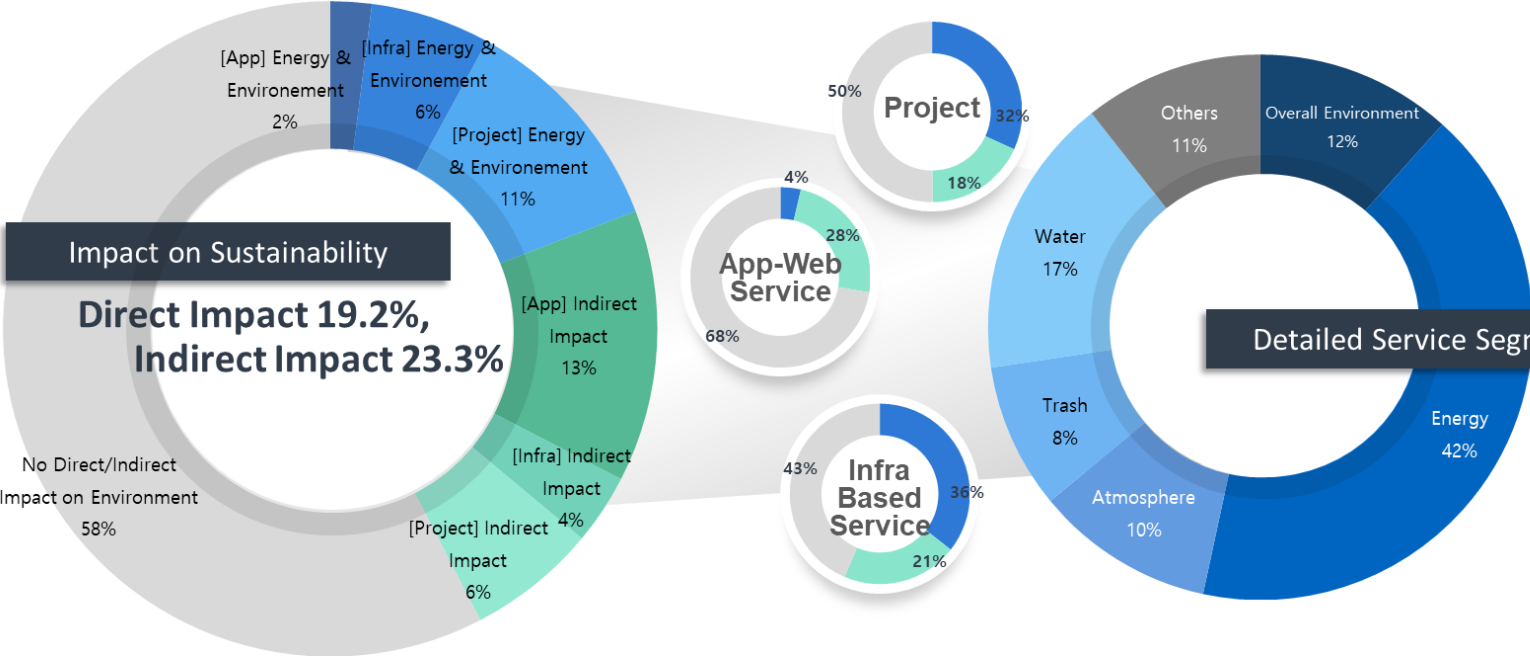 [App] Energy &
Environement
2%
[Infra] Energy &
Environement
6%
[Project] Energy
& Environement
11%
Impact on Sustainability
Direct Impact 19.2%,
Indirect Impact 23.3%
[App] Indirect
Impact
13%
[Infra] Indirect
Impact
4%
[Project] Indirect
Impact
6%
No Direct/Indirect
Impact on Environment
58%
Project
50%
32%
18%
App-Web
Service
4%
28%
68%
Infra
Based
Service
43%
36%
21%
Others
11%
Overall Environment
12%
Water
17%
Trash
8%
Atmosphere
10%
Energy
42%
Detailed Service